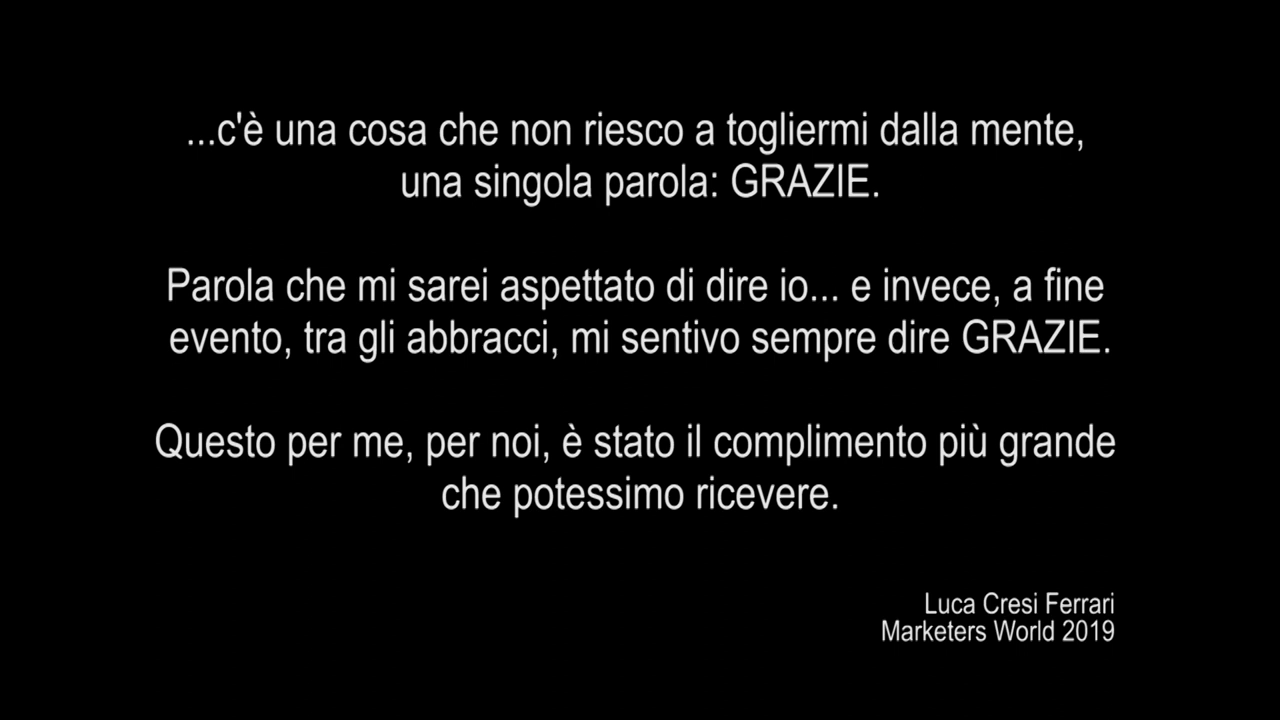 ...c'è una cosa che non riesco a togliermi dalla mente,
una singola parola: GRAZIE.
Parola che mi sarei aspettato di dire io... e invece, a fine
evento, tra gli abbracci, mi sentivo sempre dire GRAZIE.
Questo per me, per noi, è stato il complimento più grande
che potessimo ricevere.
Luca Cresi Ferrari
Marketers World 2019